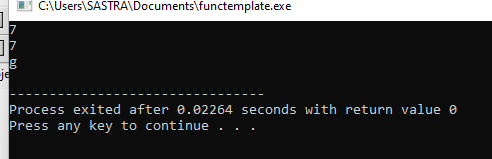 C:\Users\SASTRA\Documents\functemplate.exe
7
7
g
--------------------------------
Process exited after 0.02264 seconds with return value 0
Press any key to continue . . .